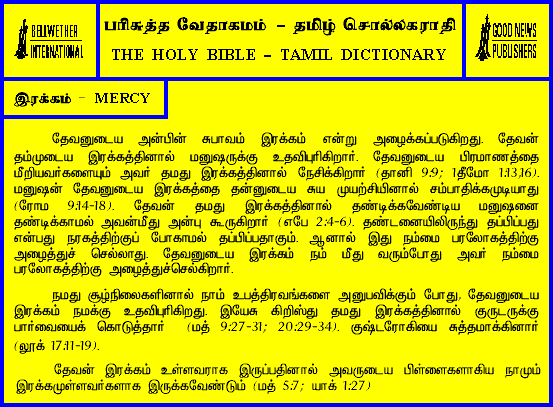 BELLWETHER
INTERNATIONAL
பரிசுத்த வேதாகமம் - தமிழ் சொல்லகராதி
THE HOLY BIBLE - TAMIL DICTIONARY
GOOD NEWS
PUBLISHERS
இரக்கம் - MERCY
தேவனுடைய அன்பின் சுபாவம் இரக்கம் என்று அழைக்கப்படுகிறது. தேவன்
தம்முடைய இரக்கத்தினால் மனுஷருக்கு உதவிபுரிகிறார். தேவனுடைய பிரமாணத்தை
மீறியவர்களையும் அவர் தமது இரக்கத்தினால் நேசிக்கிறார் (தானி 9:9; 1தீமோ 1:13,16).
மனுஷன் தேவனுடைய இரக்கத்தை தன்னுடைய சுய முயற்சியினால் சம்பாதிக்கமுடியாது
(ரோம 9:14-18). தேவன் தமது இரக்கத்தினால் தண்டிக்கவேண்டிய மனுஷனை
தண்டிக்காமல் அவன்மீது அன்பு கூருகிறார் (எபே 2:4-6). தண்டனையிலிருந்து தப்பிப்பது
என்பது நரகத்திற்குப் போகாமல் தப்பிப்பதாகும். ஆனால் இது நம்மை பரலோகத்திற்கு
அழைத்துச் செல்லாது. தேவனுடைய இரக்கம் நம் மீது வரும்போது அவர் நம்மை
பரலோகத்திற்கு அழைத்துச்செல்கிறார்.
நமது சூழ்நிலைகளினால் நாம் உபத்திரவங்களை அனுபவிக்கும் போது, தேவனுடைய
இரக்கம் நமக்கு உதவிபுரிகிறது. இயேசு கிறிஸ்து தமது இரக்கத்தினால் குருடருக்கு
பார்வையைக் கொடுத்தார் (மத் 9:27-31; 20:29-34). குஷ்டரோகியை சுத்தமாக்கினார்
(லூக் 17:11-19).
தேவன் இரக்கம் உள்ளவராக இருப்பதினால் அவருடைய பிள்ளைகளாகிய நாமும்
இரக்கமுள்ளவர்களாக இருக்கவேண்டும் (மத் 5:7; யாக் 1:27)